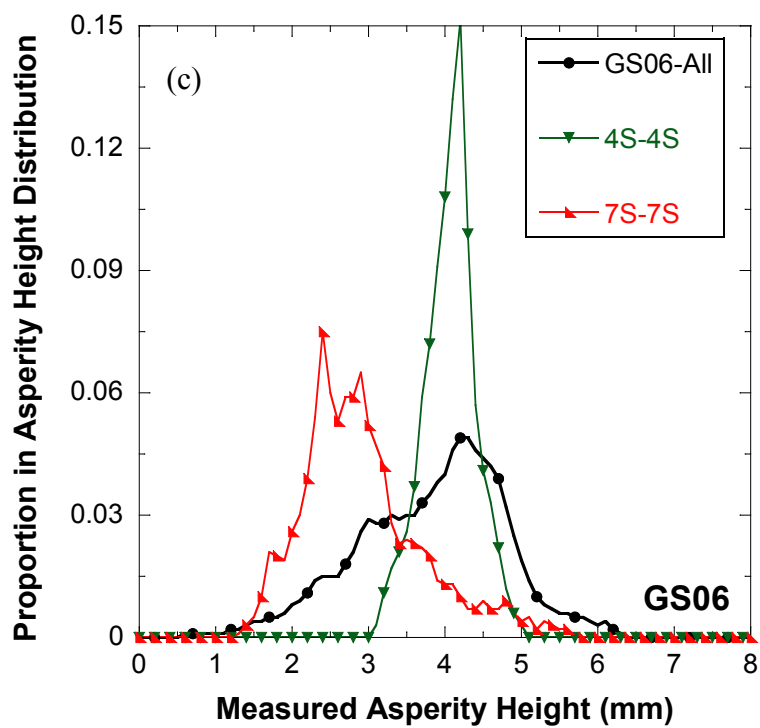 (c)
GS06-All
4S-4S
7S-7S
GS06
Proportion in Asperity Height Distribution
0.15
0.12
0.09
0.06
0.03
0
0 1 2 3 4 5 6 7 8
Measured Asperity Height (mm)